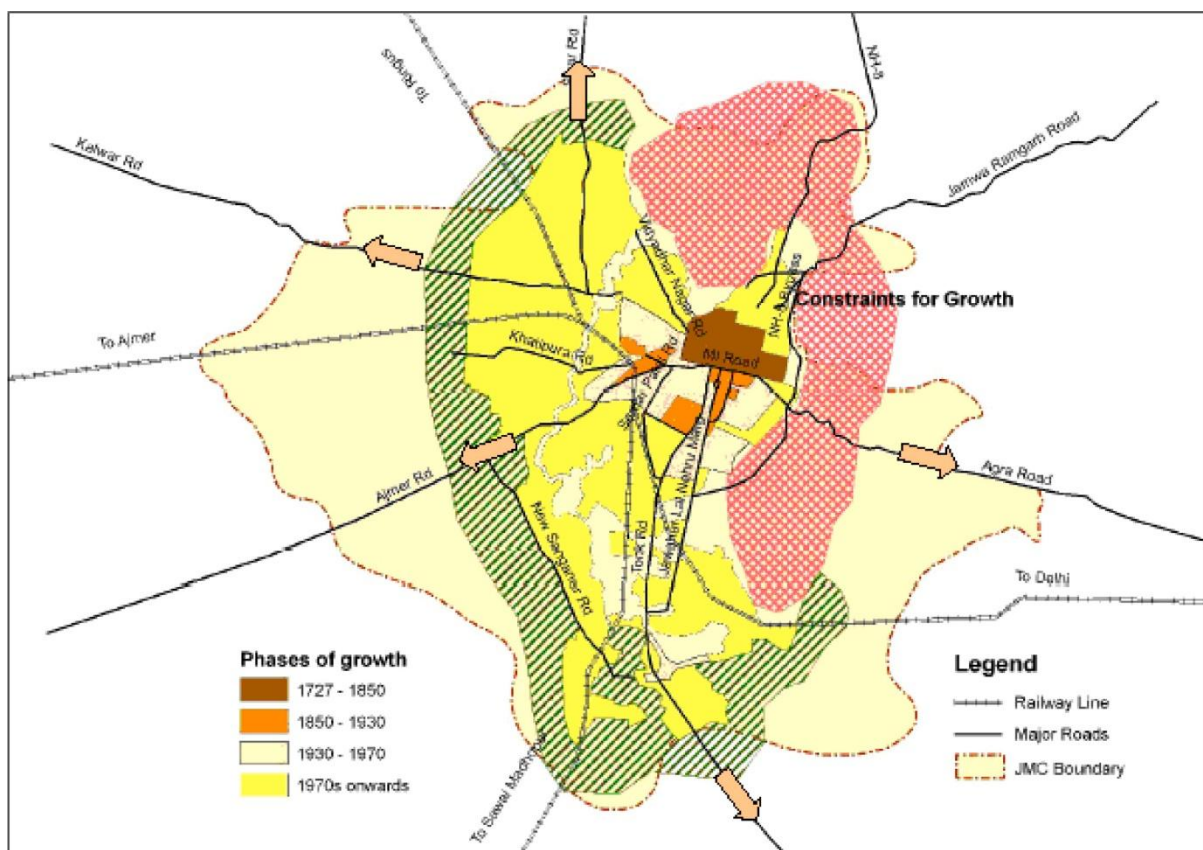 To Ringus
Rd
NH-8
Kalwar Rd
Jamwa Ramgarh Road
Vidyadhar Nagar Rd
NH-8 Bypass
Constraints for Growth
To Ajmer
Khatipura Rd
MI Road
Rd
Ajmer Rd
Agra Road
New Sanganer Rd
Tonk Rd
Jawahar Lal Nehru Marg
To Delhi
To Sawai Madhopur
Phases of growth
1727 - 1850
1850 - 1930
1930 - 1970
1970s onwards
Legend
Railway Line
Major Roads
JMC Boundary